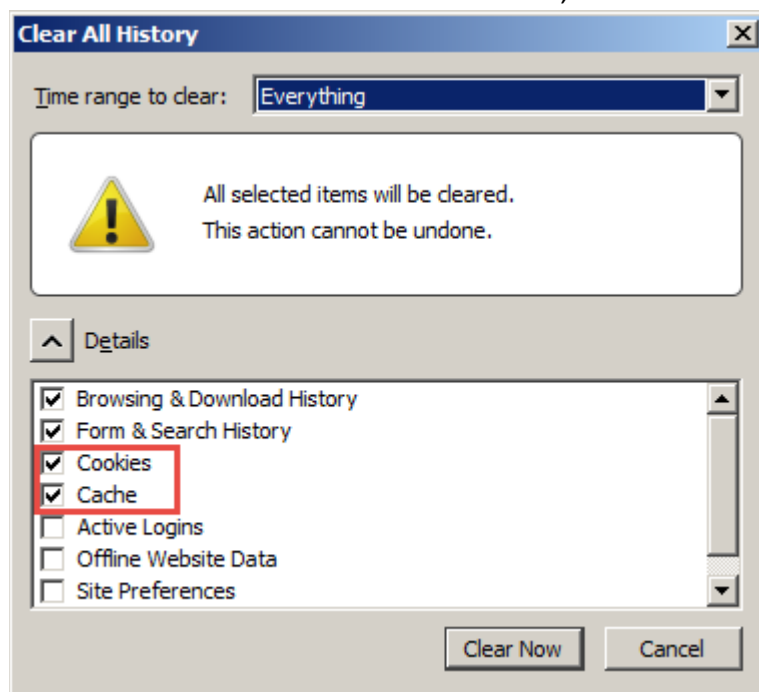 Clear All History
Time range to clear: Everything
All selected items will be cleared.
This action cannot be undone.
Details
Browsing & Download History
Form & Search History
Cookies
Cache
Active Logins
Offline Website Data
Site Preferences
Clear Now Cancel